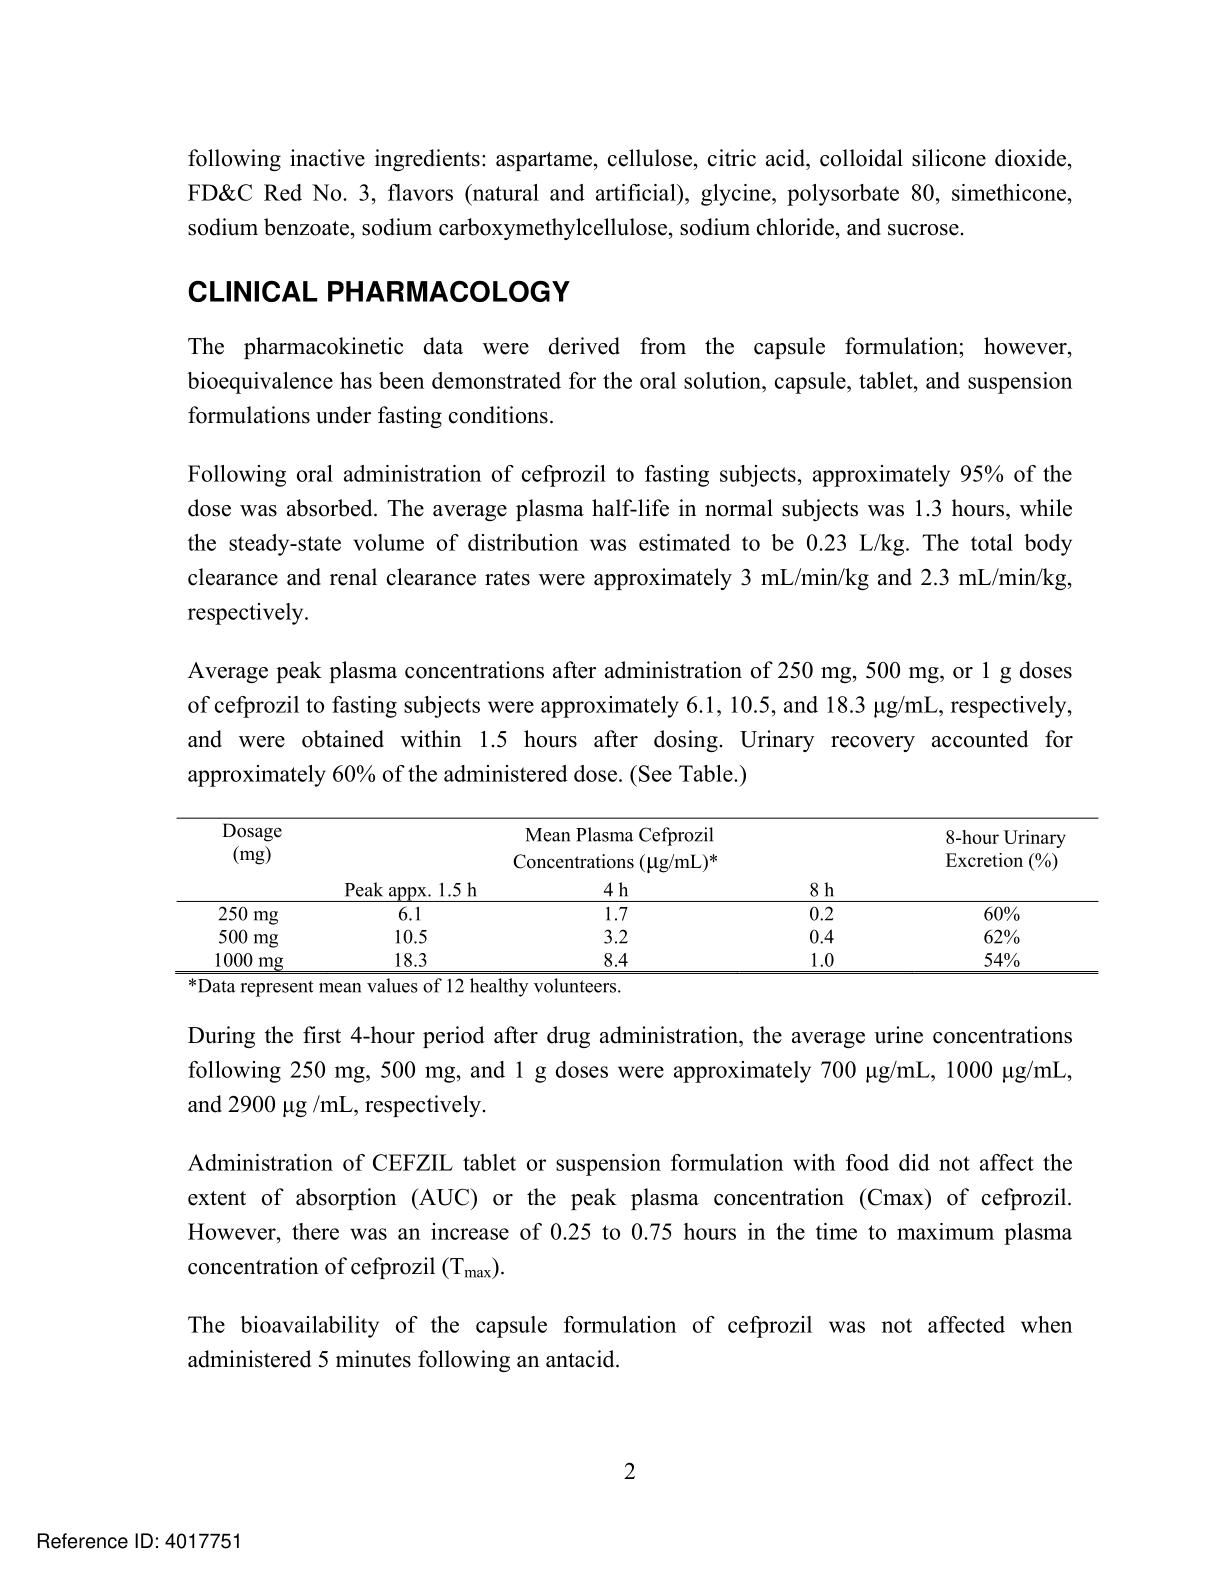 following inactive ingredients: aspartame, cellulose, citric acid, colloidal silicone dioxide,
FD&C Red No. 3, flavors (natural and artificial), glycine, polysorbate 80, simethicone,
sodium benzoate, sodium carboxymethylcellulose, sodium chloride, and sucrose.
CLINICAL PHARMACOLOGY
The pharmacokinetic data were derived from the capsule formulation; however,
bioequivalence has been demonstrated for the oral solution, capsule, tablet, and suspension
formulations under fasting conditions.
Following oral administration of cefprozil to fasting subjects, approximately 95% of the
dose was absorbed. The average plasma half-life in normal subjects was 1.3 hours, while
the steady-state volume of distribution was estimated to be 0.23 L/kg. The total body
clearance and renal clearance rates were approximately 3 mL/min/kg and 2.3 mL/min/kg,
respectively.
Average peak plasma concentrations after administration of 250 mg, 500 mg, or 1 g doses
of cefprozil to fasting subjects were approximately 6.1, 10.5, and 18.3 μg/mL, respectively,
and were obtained within 1.5 hours after dosing. Urinary recovery accounted for
approximately 60% of the administered dose. (See Table.)
Dosage Mean Plasma Cefprozil 8-hour Urinary
(mg) Concentrations (μg/mL)* Excretion (%)
Peak appx. 1.5 h 4 h 8 h
250 mg 6.1 1.7 0.2 60%
500 mg 10.5 3.2 0.4 62%
1000 mg 18.3 8.4 1.0 54%
*Data represent mean values of 12 healthy volunteers.
During the first 4-hour period after drug administration, the average urine concentrations
following 250 mg, 500 mg, and 1 g doses were approximately 700 μg/mL, 1000 μg/mL,
and 2900 μg /mL, respectively.
Administration of CEFZIL tablet or suspension formulation with food did not affect the
extent of absorption (AUC) or the peak plasma concentration (Cmax) of cefprozil.
However, there was an increase of 0.25 to 0.75 hours in the time to maximum plasma
concentration of cefprozil (Tmax).
The bioavailability of the capsule formulation of cefprozil was not affected when
administered 5 minutes following an antacid.
2
Reference ID: 4017751